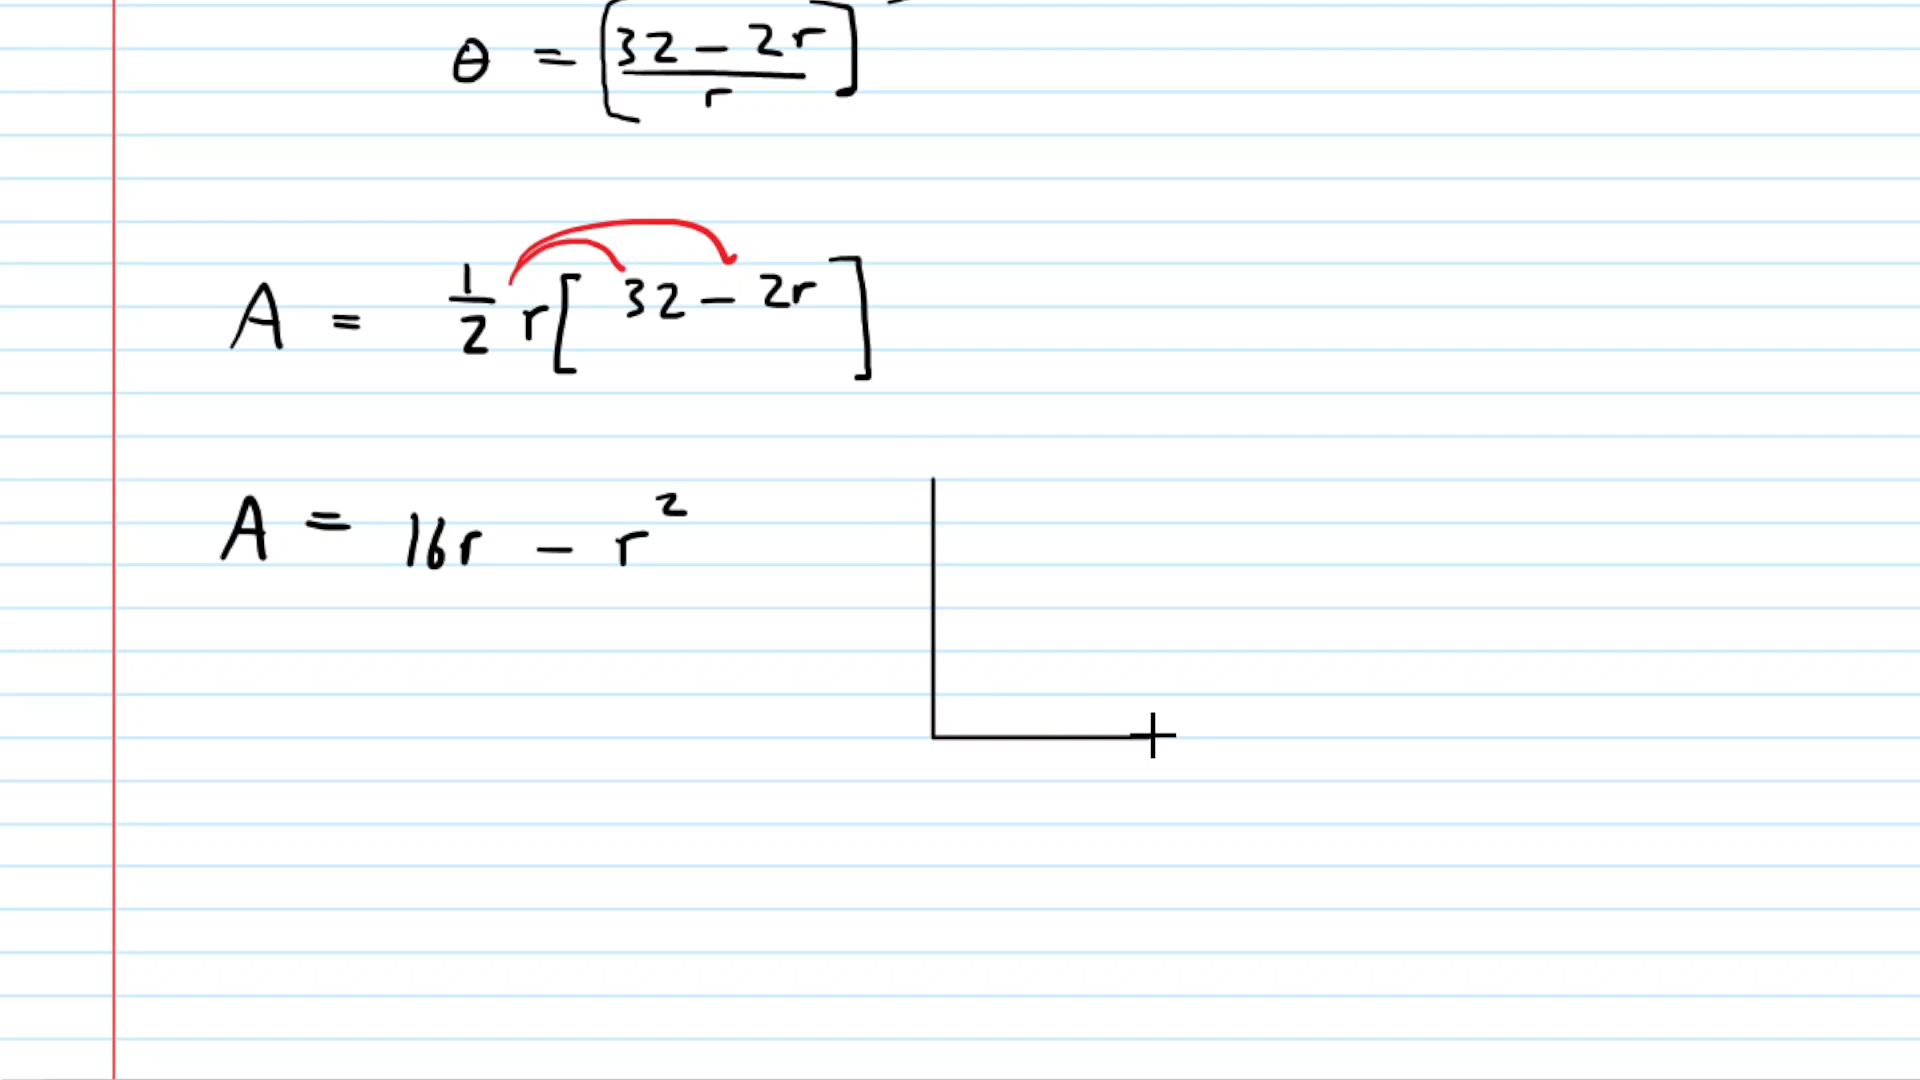 θ = [(32 - 2r)/r]
A = 1/2 r[32 - 2r]
A = 16r - r²